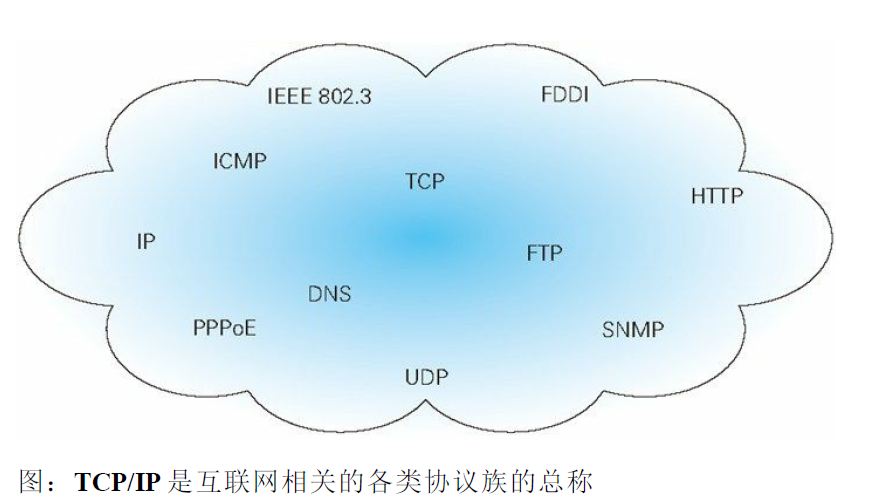 IEEE 802.3
FDDI
ICMP
TCP
HTTP
IP
FTP
DNS
PPPoE
SNMP
UDP
图：TCP/IP 是互联网相关的各类协议族的总称